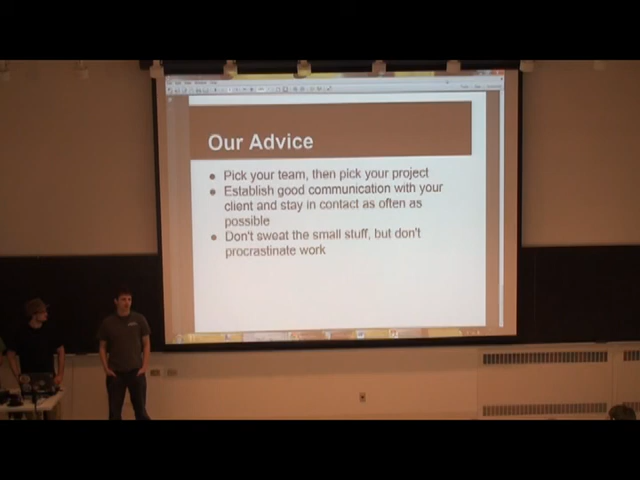 Our Advice
● Pick your team, then pick your project
● Establish good communication with your
client and stay in contact as often as
possible
● Don't sweat the small stuff, but don't
procrastinate work